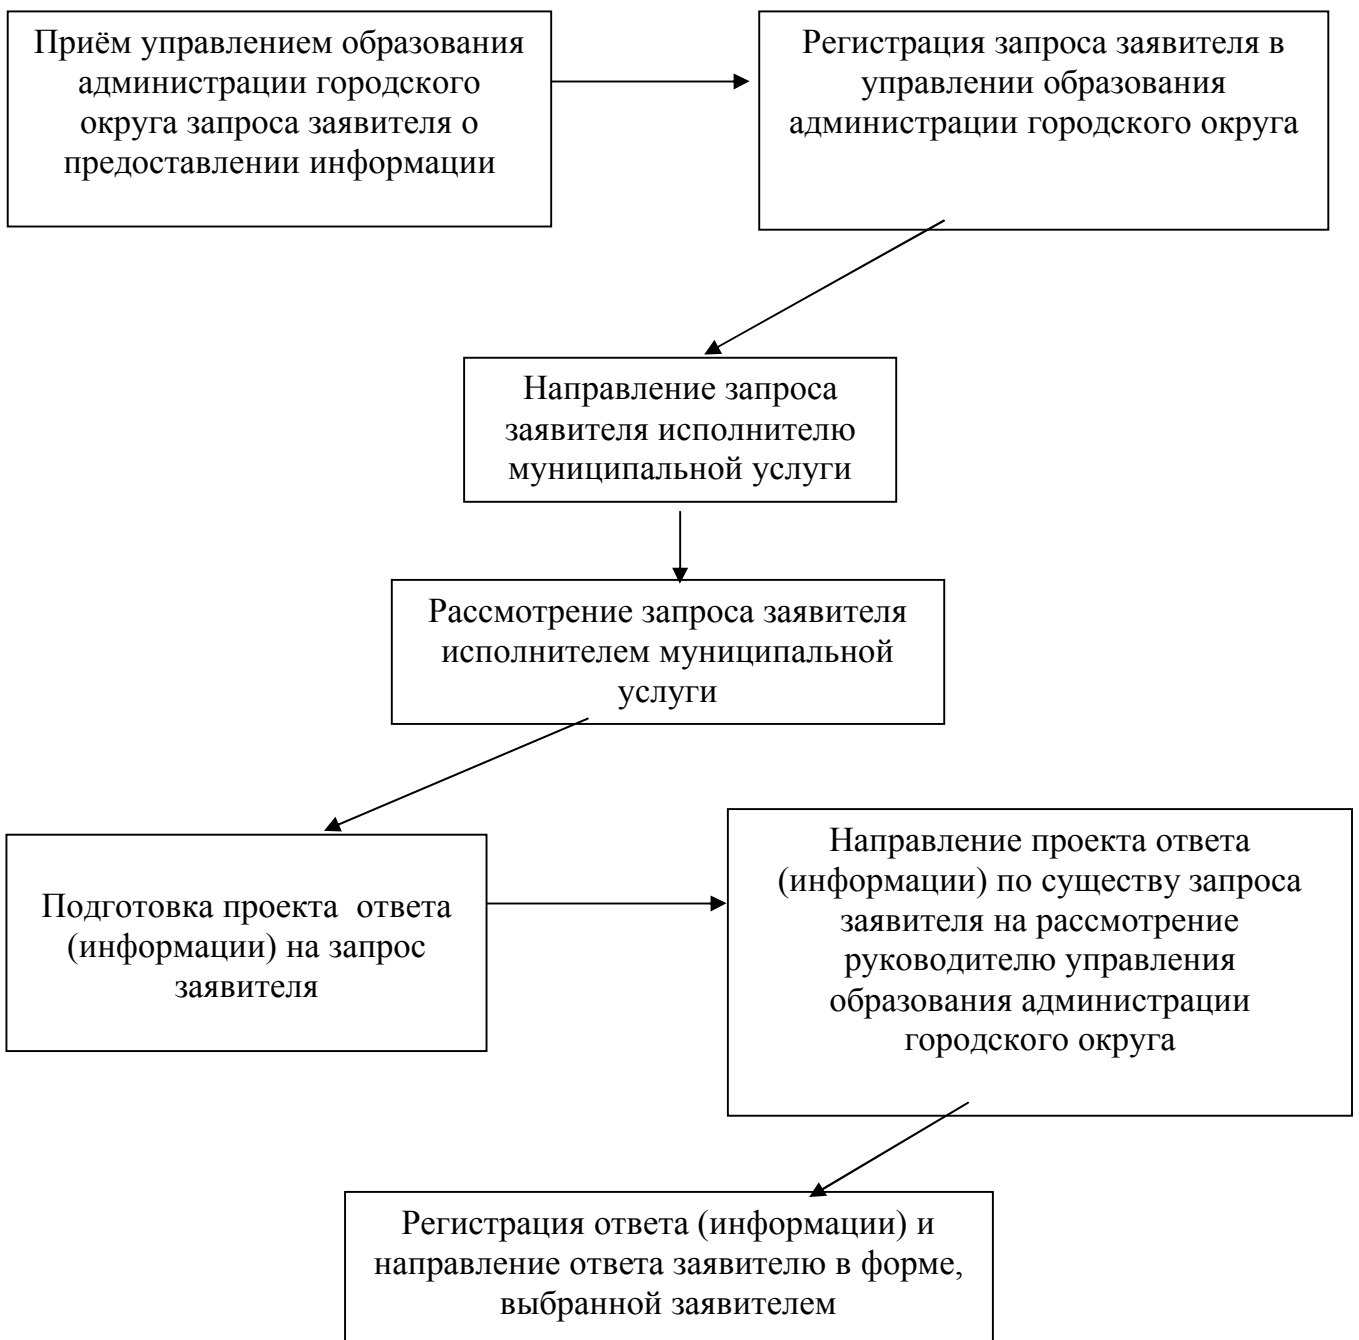 Приём управлением образования
администрации городского
округа запроса заявителя о
предоставлении информации
Регистрация запроса заявителя в
управлении образования
администрации городского округа
Направление запроса
заявителя исполнителю
муниципальной услуги
Рассмотрение запроса заявителя
исполнителем муниципальной
услуги
Подготовка проекта  ответа
(информации) на запрос
заявителя
Направление проекта ответа
(информации) по существу запроса
заявителя на рассмотрение
руководителю управления
образования администрации
городского округа
Регистрация ответа (информации) и
направление ответа заявителю в форме,
выбранной заявителем